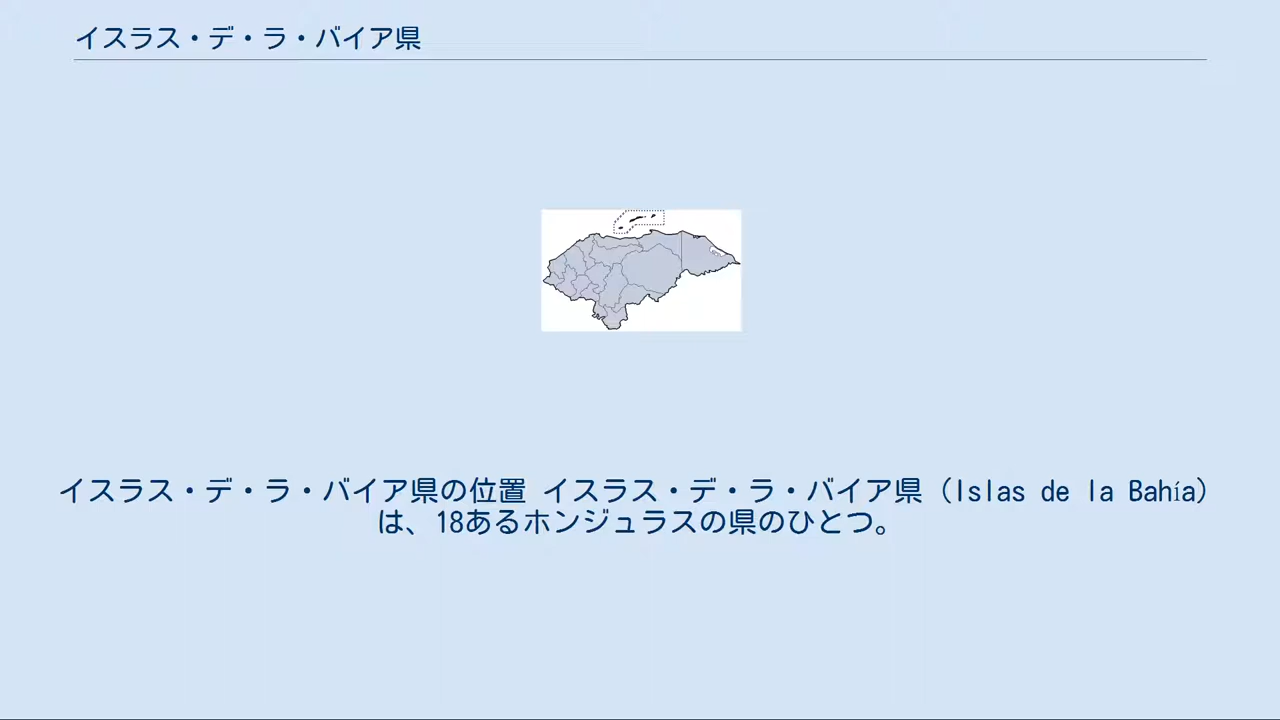 イスラス・デ・ラ・バイア県
イスラス・デ・ラ・バイア県の位置 イスラス・デ・ラ・バイア県（Islas de la Bahía）
は、18あるホンジュラスの県のひとつ。